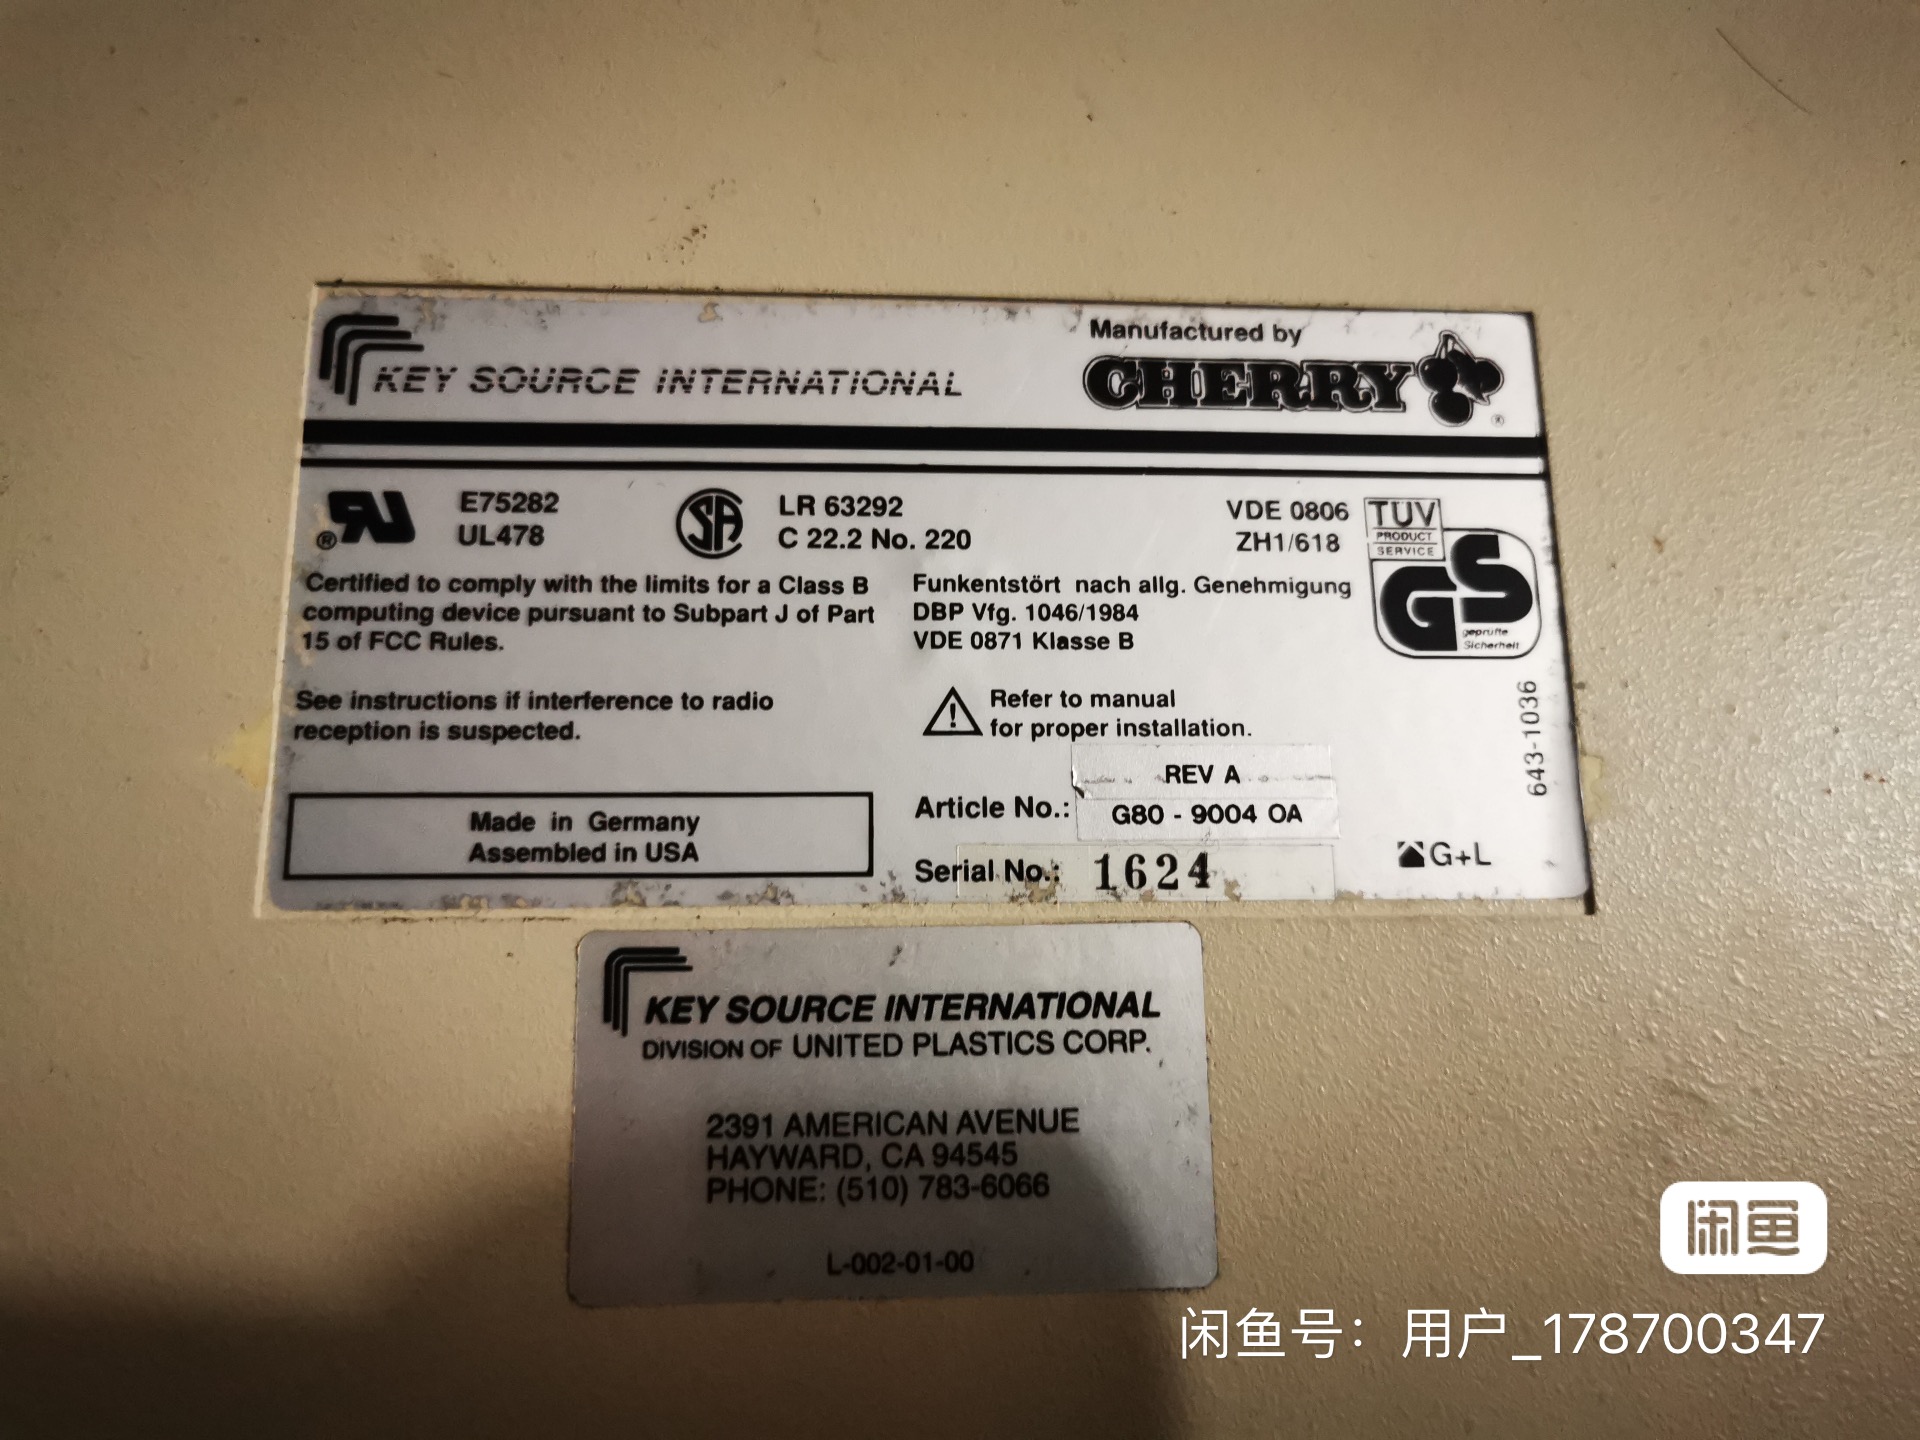 KEY SOURCE INTERNATIONAL
Manufactured by
CHERRY
®
E75282
UL478
®
LR 63292
C 22.2 No. 220
VDE 0806
ZH1/618
TÜV
PRODUCT
SERVICE
GS
geprüfte
Sicherheit
Certified to comply with the limits for a Class B
computing device pursuant to Subpart J of Part
15 of FCC Rules.
Funkentstört nach allg. Genehmigung
DBP Vfg. 1046/1984
VDE 0871 Klasse B
See instructions if interference to radio
reception is suspected.
Refer to manual
for proper installation.
643-1036
REV A
Article No.: G80 - 9004 OA
Serial No.: 1624
G+L
Made in Germany
Assembled in USA
KEY SOURCE INTERNATIONAL
DIVISION OF UNITED PLASTICS CORP.
2391 AMERICAN AVENUE
HAYWARD, CA 94545
PHONE: (510) 783-6066
L-002-01-00
闲鱼
闲鱼号：用户_178700347